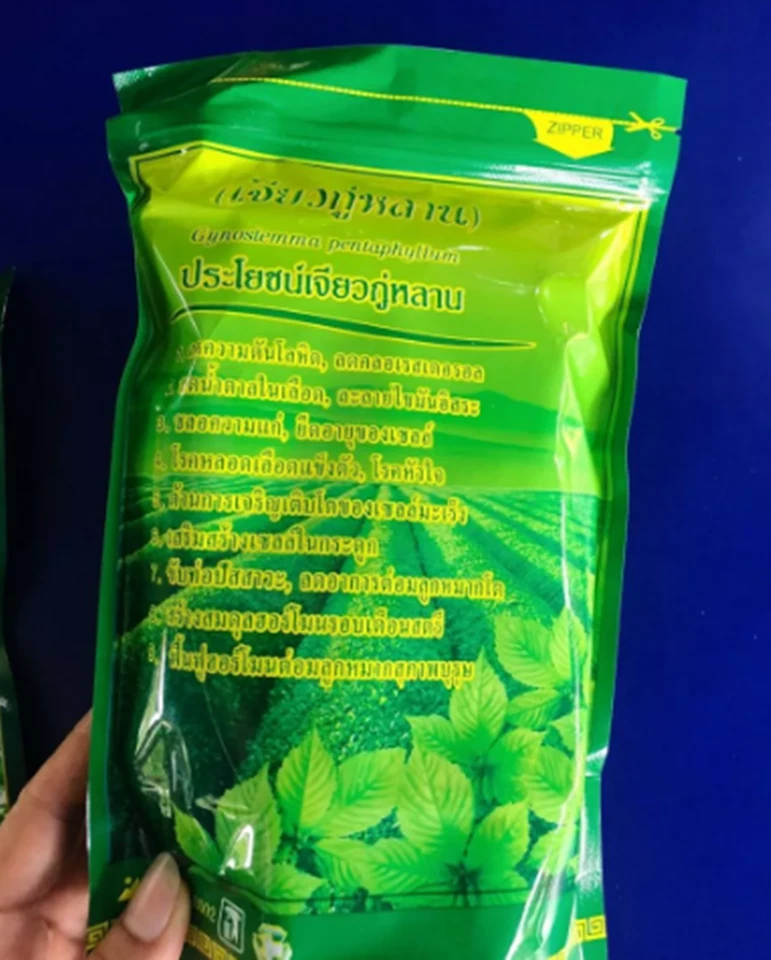 ZIPPER
(เจียวกู่หลาน)
Gynostemma pentaphyllum
ประโยชน์เจียวกู่หลาน
ความดันโลหิต, ลดคลอเรสเตอรอล
ลดน้ำตาลในเลือด, ละลายไขมันอิสระ
3. ชลอความแก่, ยืดอายุของเซลล์
4. โรคหลอดเลือดแข็งตัว, โรคหัวใจ
5. ต้านการเจริญเติบโตของเซลล์มะเร็ง
6. เสริมสร้างเซลล์ในกระดูก
7. ขับท่อปัสสาวะ, ลดอาการต่อมลูกหมากโต
8. สร้างสมดุลฮอร์โมนรอบเดือนสตรี
9. ฟื้นฟูฮอร์โมนต่อมลูกหมากสุภาพบุรุษ